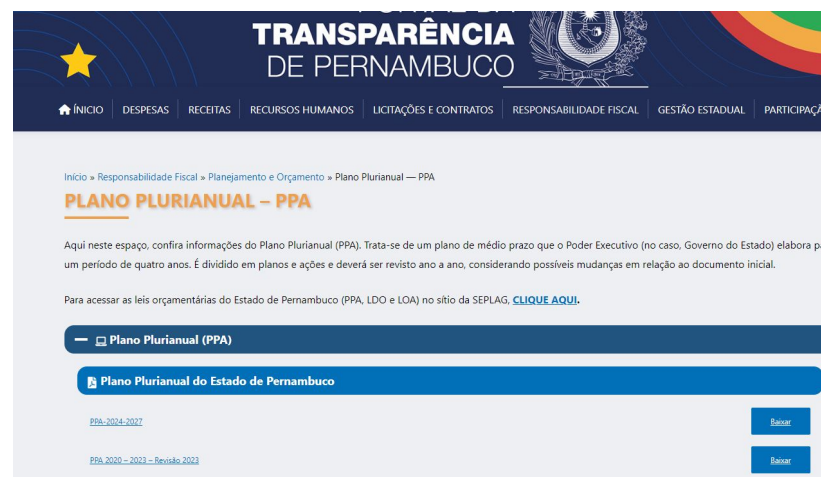 TRANSPARÊNCIA
DE PERNAMBUCO
ÍNICIO DESPESAS RECEITAS RECURSOS HUMANOS LICITAÇÕES E CONTRATOS RESPONSABILIDADE FISCAL GESTÃO ESTADUAL PARTICIPAÇÃ
Início » Responsabilidade Fiscal » Planejamento e Orçamento » Plano Plurianual — PPA
PLANO PLURIANUAL – PPA
Aqui neste espaço, confira informações do Plano Plurianual (PPA). Trata-se de um plano de médio prazo que o Poder Executivo (no caso, Governo do Estado) elabora pa
um período de quatro anos. É dividido em planos e ações e deverá ser revisto ano a ano, considerando possíveis mudanças em relação ao documento inicial.
Para acessar as leis orçamentárias do Estado de Pernambuco (PPA, LDO e LOA) no sítio da SEPLAG, CLIQUE AQUI.
Plano Plurianual (PPA)
Plano Plurianual do Estado de Pernambuco
PPA-2024-2027 Baixar
PPA 2020 – 2023 – Revisão 2023 Baixar